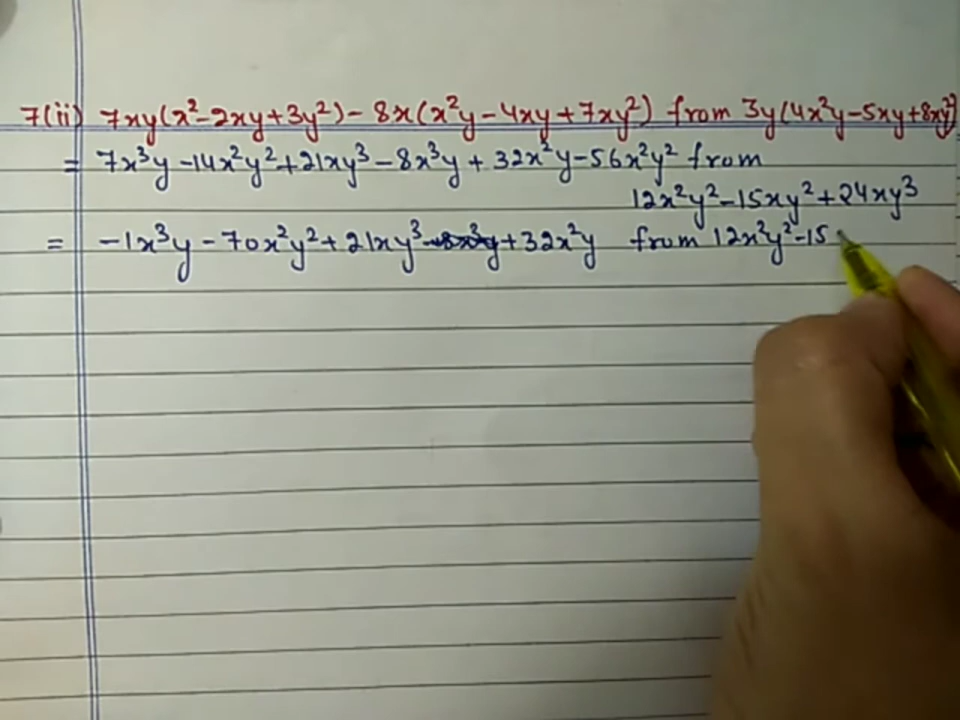 7(ii) 7xy(x²-2xy+3y²)-8x(x²y-4xy+7xy²) from 3y(4x²y-5xy+8xy²)
= 7x³y-14x²y²+21xy³-8x³y+32x²y-56x²y² from
12x²y²-15xy²+24xy³
= -1x³y-70x²y²+21xy³-8x³y+32x²y from 12x²y²-15